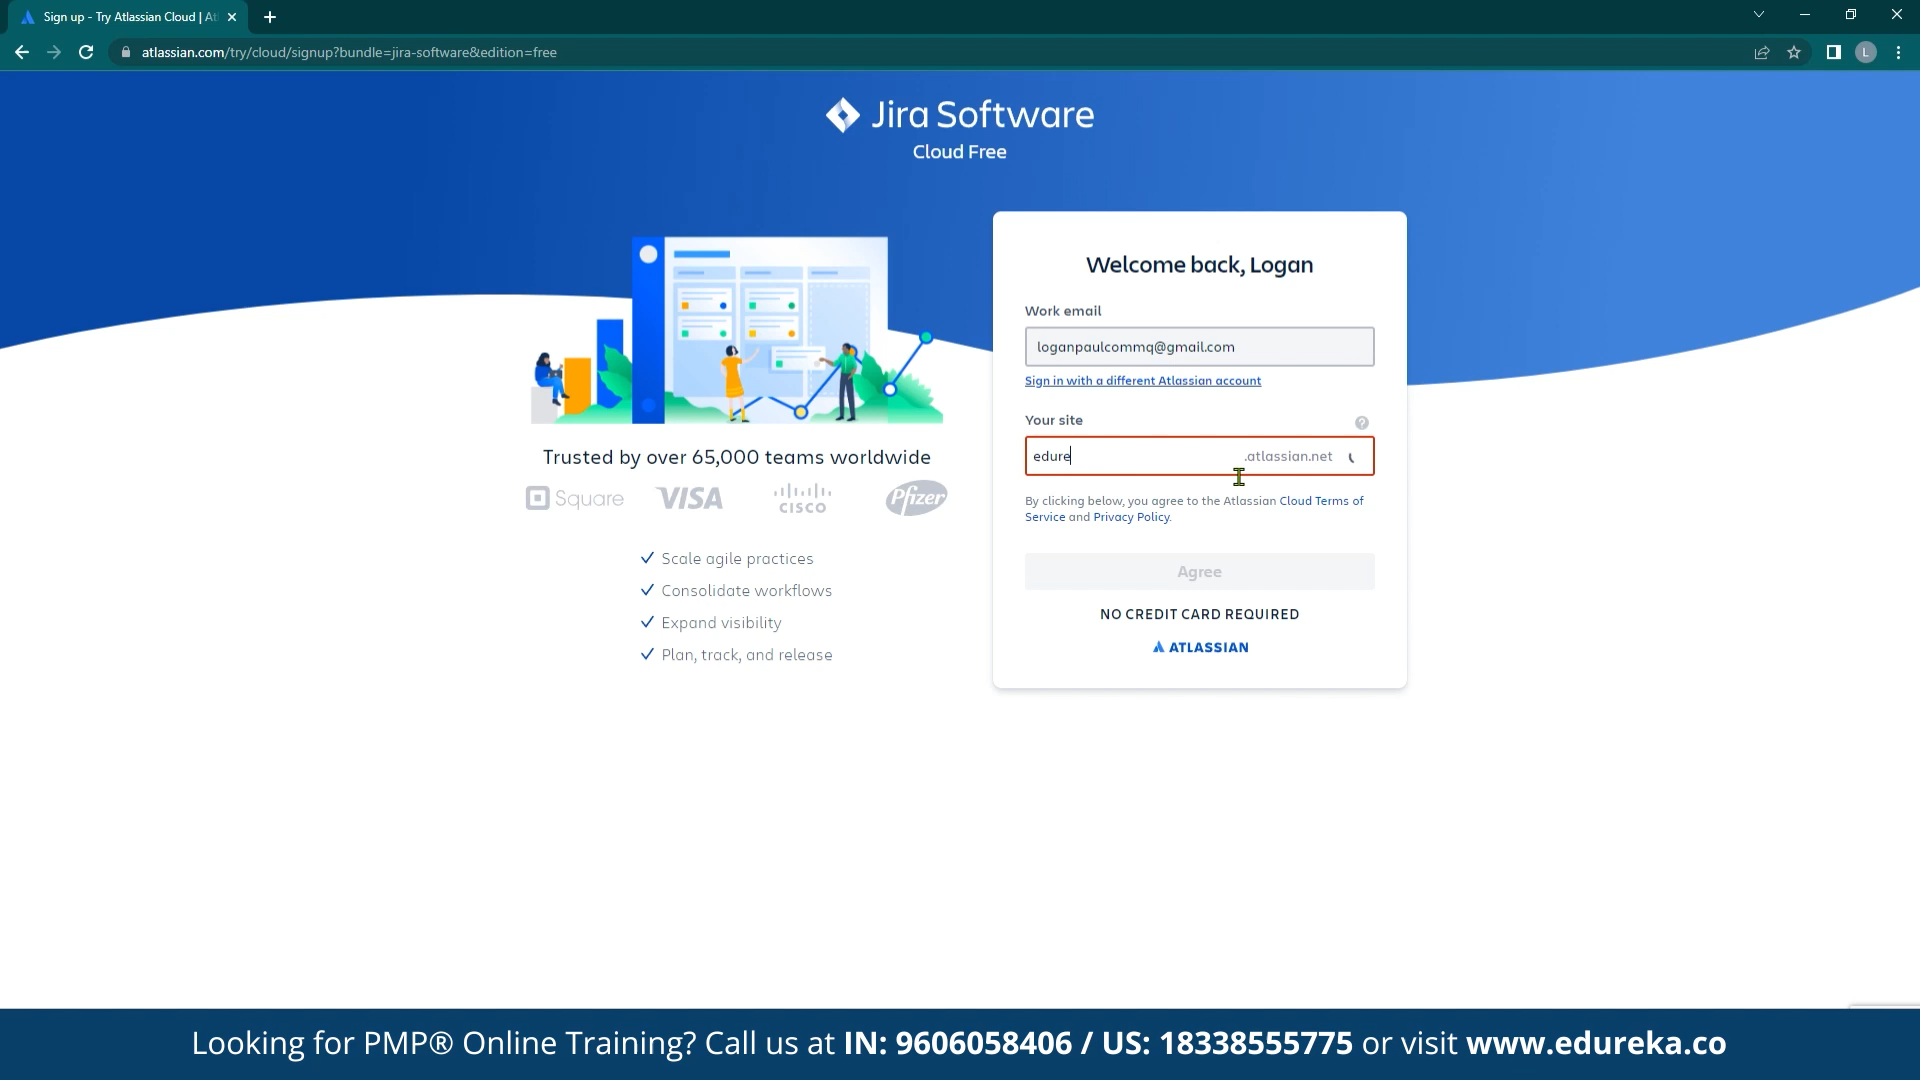 Sign up - Try Atlassian Cloud | At
atlassian.com/try/cloud/signup?bundle=jira-software&edition=free
L
Jira Software
Cloud Free
Welcome back, Logan
Work email
loganpaulcommq@gmail.com
Sign in with a different Atlassian account
Your site
?
edure
.atlassian.net
By clicking below, you agree to the Atlassian Cloud Terms of
Service and Privacy Policy.
Agree
NO CREDIT CARD REQUIRED
ATLASSIAN
Trusted by over 65,000 teams worldwide
Square
VISA
CISCO
Pfizer
Scale agile practices
Consolidate workflows
Expand visibility
Plan, track, and release
Looking for PMP® Online Training? Call us at IN: 9606058406 / US: 18338555775 or visit www.edureka.co